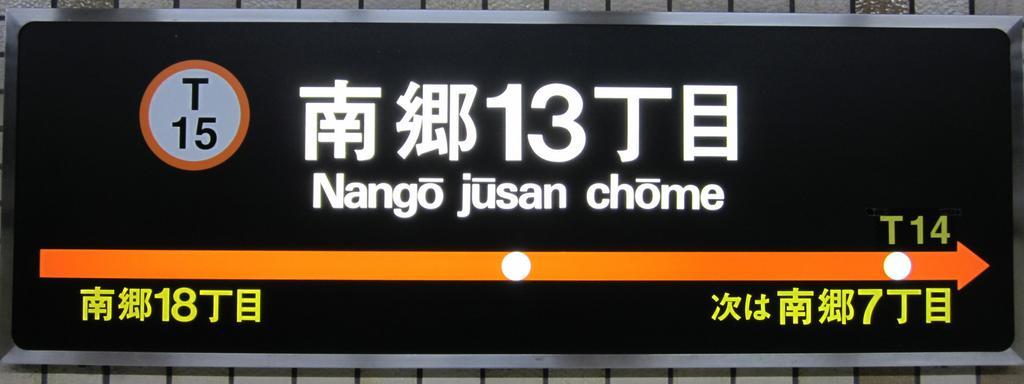 T
15
南郷13丁目
Nangō jūsan chōme
T14
南郷18丁目
次は 南郷7丁目